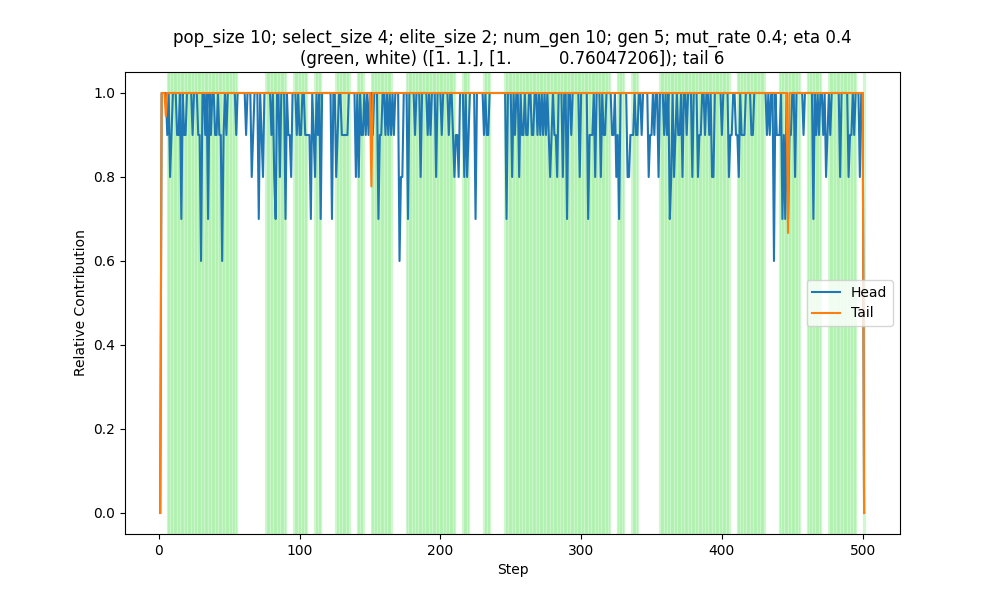 pop_size 10; select_size 4; elite_size 2; num_gen 10; gen 5; mut_rate 0.4; eta 0.4
(green, white) ([1. 1.], [1.          0.76047206]); tail 6
1.0
0.8
0.6
0.4
0.2
0.0
Relative Contribution
Head
Tail
0
100
200
300
400
500
Step